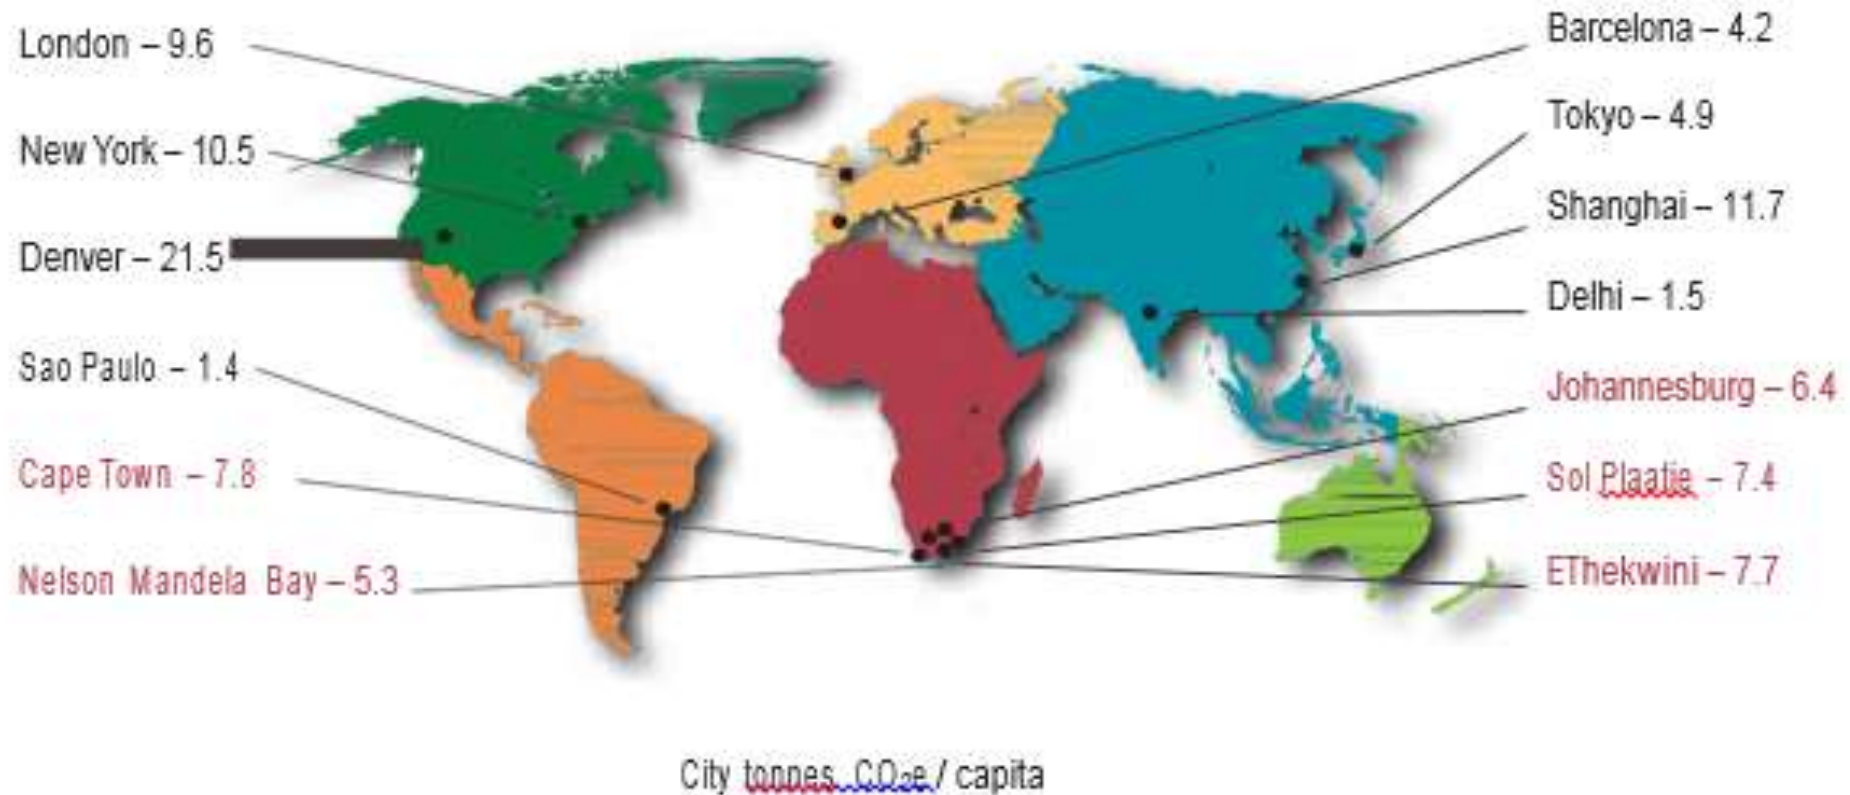 London – 9.6
New York – 10.5
Denver – 21.5
Sao Paulo – 1.4
Cape Town – 7.8
Nelson Mandela Bay – 5.3
Barcelona – 4.2
Tokyo – 4.9
Shanghai – 11.7
Delhi – 1.5
Johannesburg – 6.4
Sol Plaatie – 7.4
EThekwini – 7.7
City tonnes CO₂e / capita